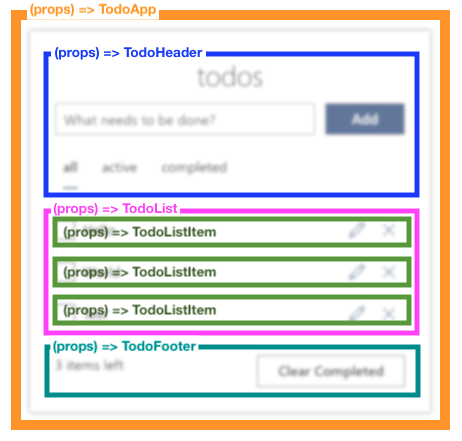 (props) => TodoApp
(props) => TodoHeader
todos
What needs to be done?
Add
all active completed
(props) => TodoList
(props) => TodoListItem
(props) => TodoListItem
(props) => TodoListItem
(props) => TodoFooter
3 items left
Clear Completed